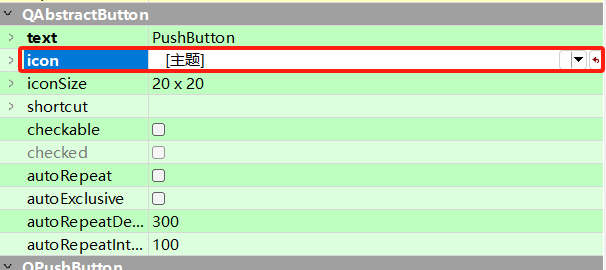 QAbstractButton
text PushButton
icon [主题]
iconSize 20 x 20
shortcut
checkable
checked
autoRepeat
autoExclusive
autoRepeatDe... 300
autoRepeatInt... 100
QPushButton